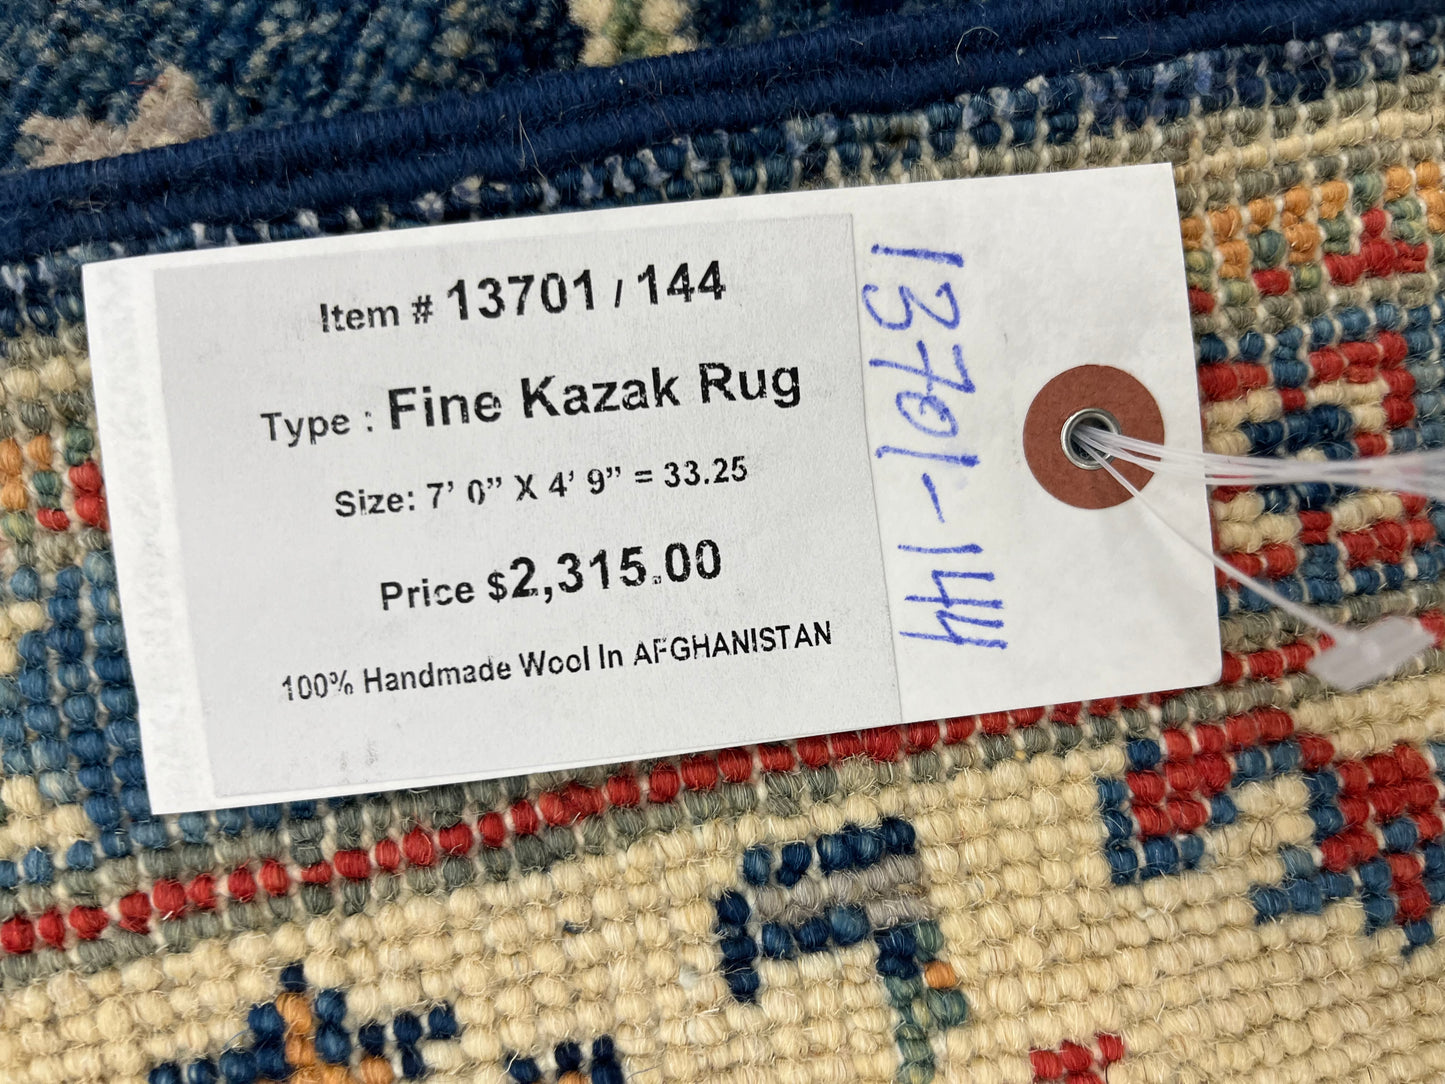 Item # 13701 / 144
Type : Fine Kazak Rug
Size: 7’ 0” X 4’ 9” = 33.25
Price $2,315.00
100% Handmade Wool In AFGHANISTAN
13701-144